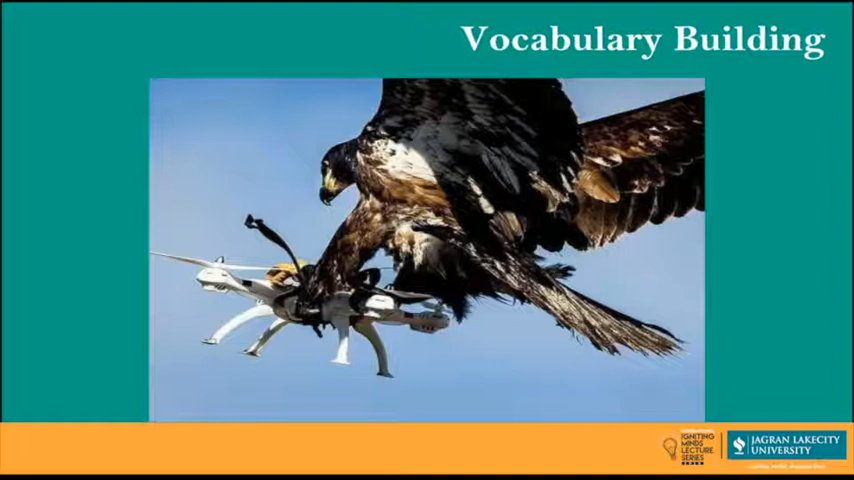 Vocabulary Building
IGNITING
MINDS
LECTURE
SERIES
JAGRAN LAKECITY
UNIVERSITY